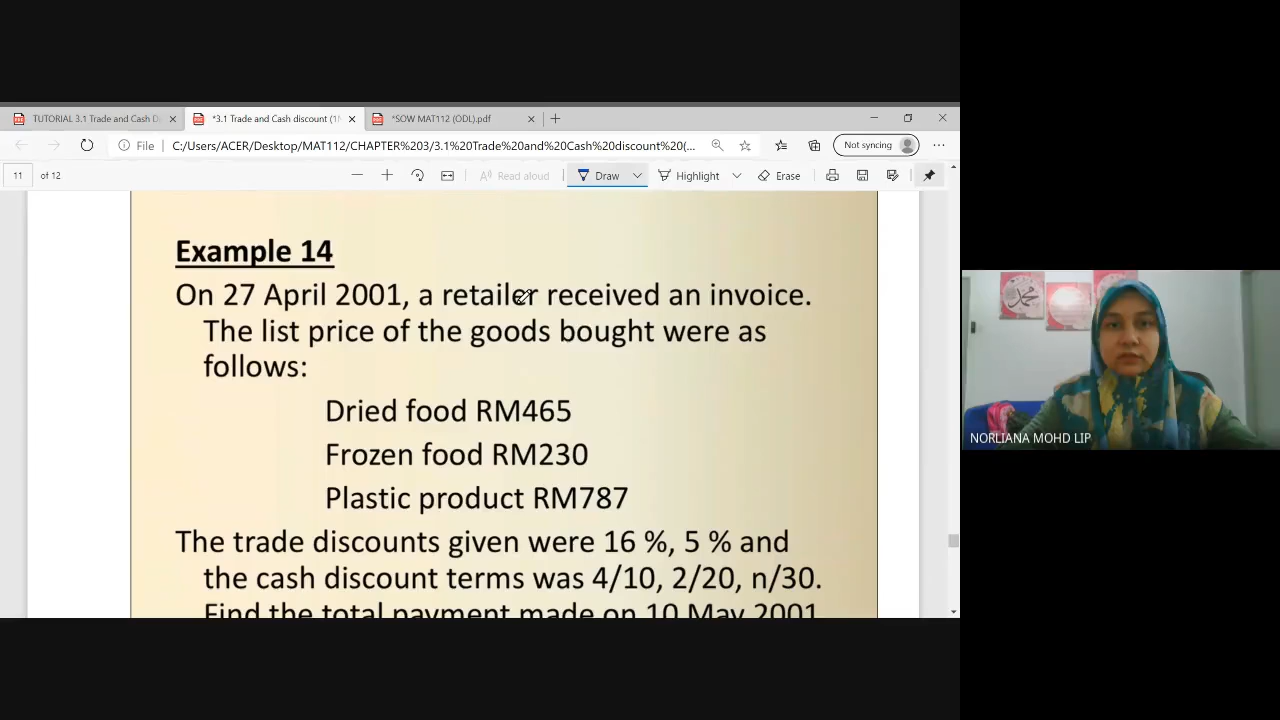 TUTORIAL 3.1 Trade and Cash D
*3.1 Trade and Cash discount (1
*SOW MAT112 (ODL).pdf
File
C:/Users/ACER/Desktop/MAT112/CHAPTER%203/3.1%20Trade%20and%20Cash%20discount%20(...
Not syncing
11 of 12
Read aloud
Draw
Highlight
Erase
Example 14
On 27 April 2001, a retailer received an invoice.
The list price of the goods bought were as
follows:
Dried food RM465
Frozen food RM230
Plastic product RM787
The trade discounts given were 16 %, 5 % and
the cash discount terms was 4/10, 2/20, n/30.
Find the total payment made on 10 May 2001
NORLIANA MOHD LIP